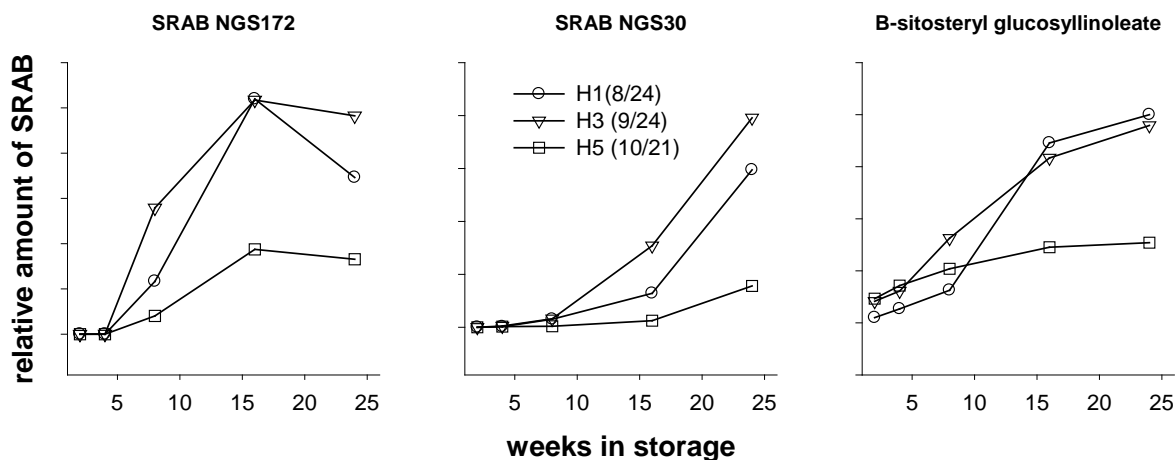 SRAB NGS172
SRAB NGS30
B-sitosteryl glucosyllinoleate
relative amount of SRAB
H1(8/24)
H3 (9/24)
H5 (10/21)
5 10 15 20 25
5 10 15 20 25
5 10 15 20 25
weeks in storage